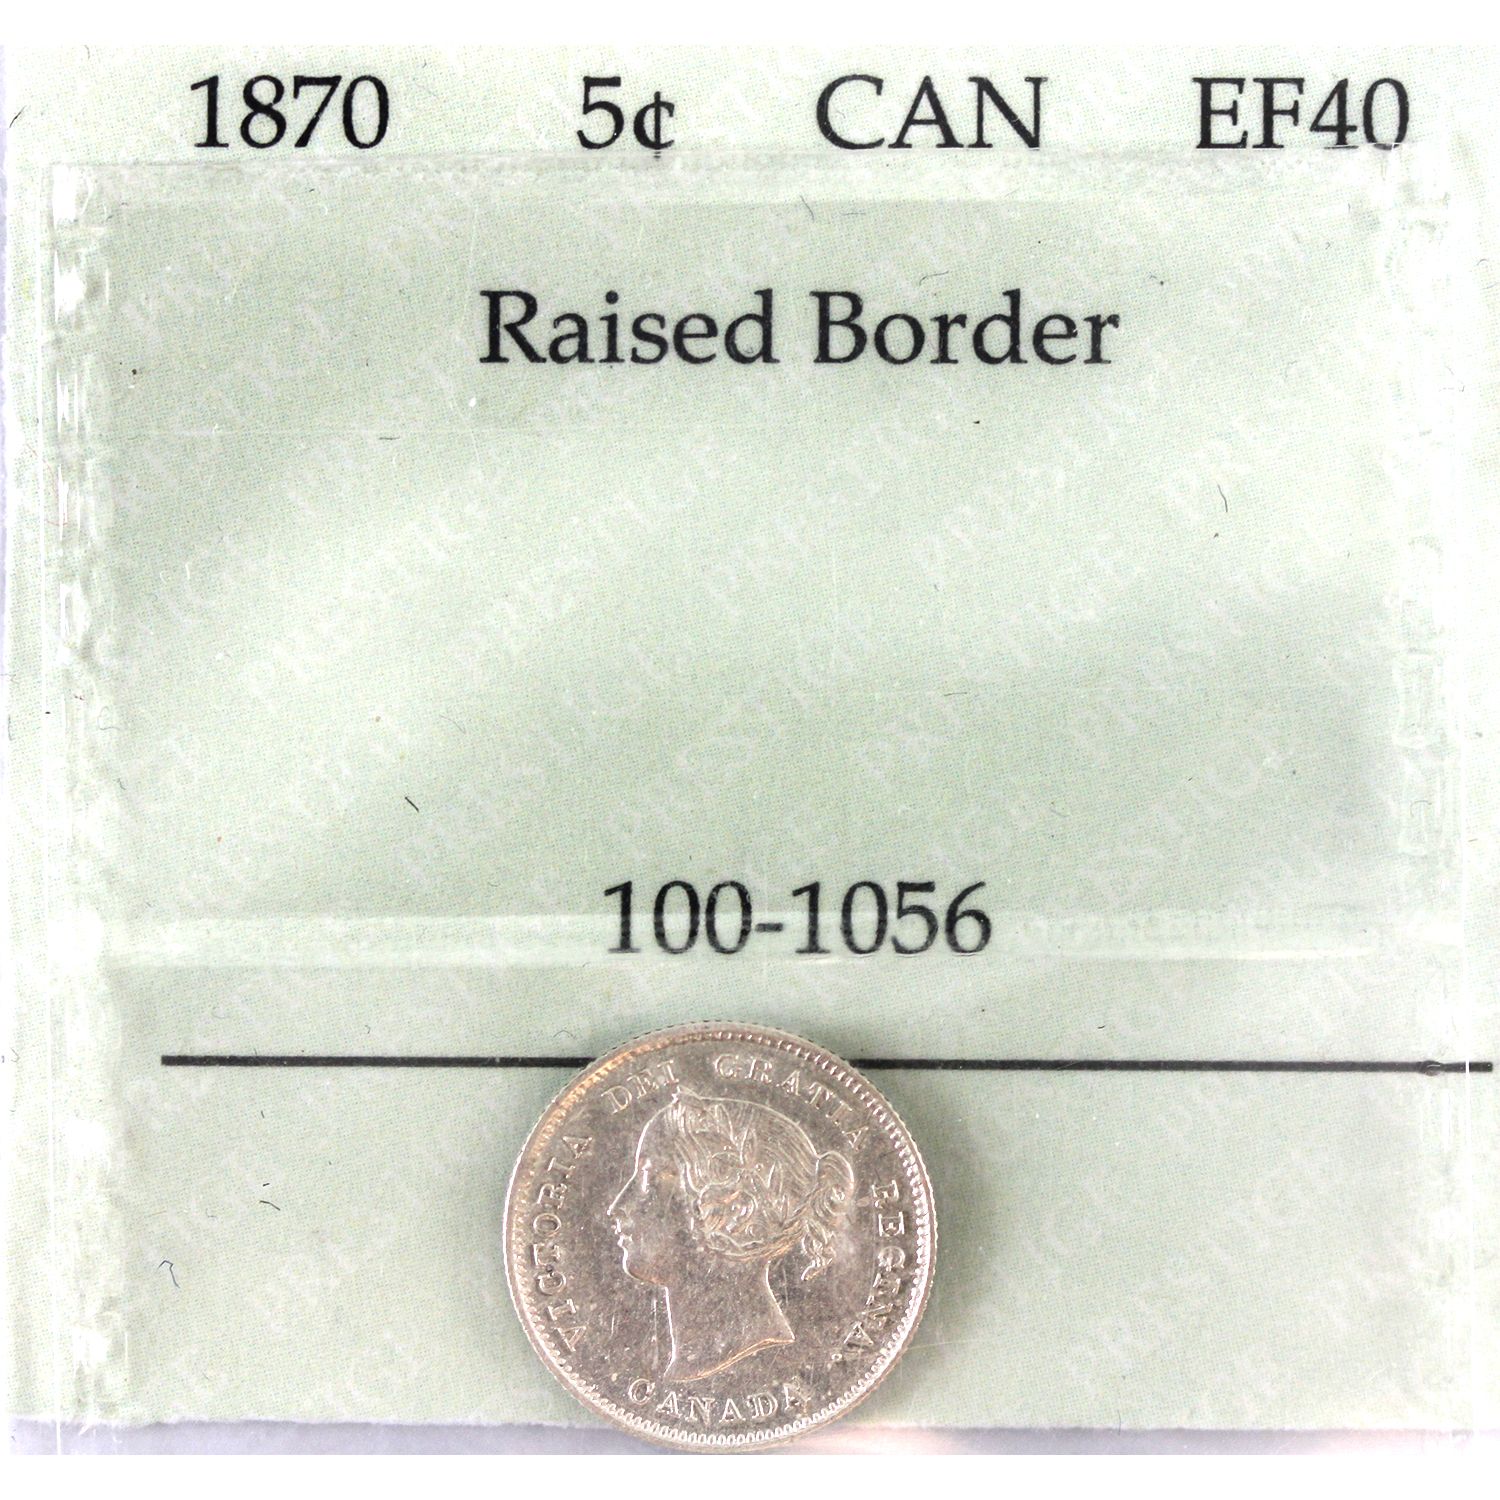 1870 5¢ CAN EF40
Raised Border
100-1056
VICTORIA DEI GRATIA REGINA.
CANADA